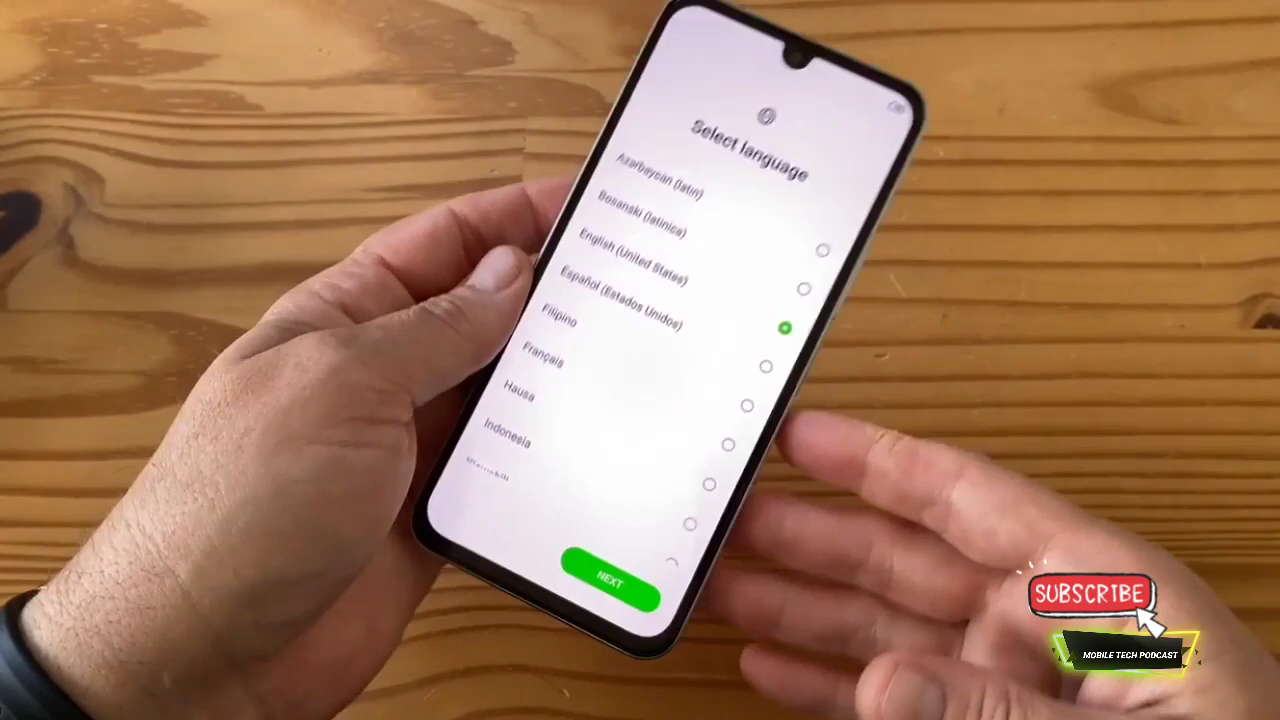 Select language
Azərbaycan (latın)
Bosanski (latinica)
English (United States)
Español (Estados Unidos)
Filipino
Français
Hausa
Indonesia
NEXT
SUBSCRIBE
MOBILE TECH PODCAST